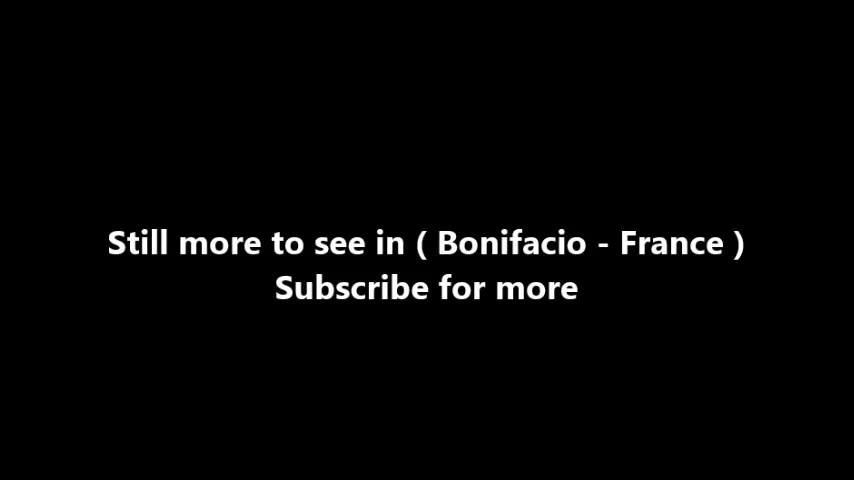 Still more to see in ( Bonifacio - France )
Subscribe for more